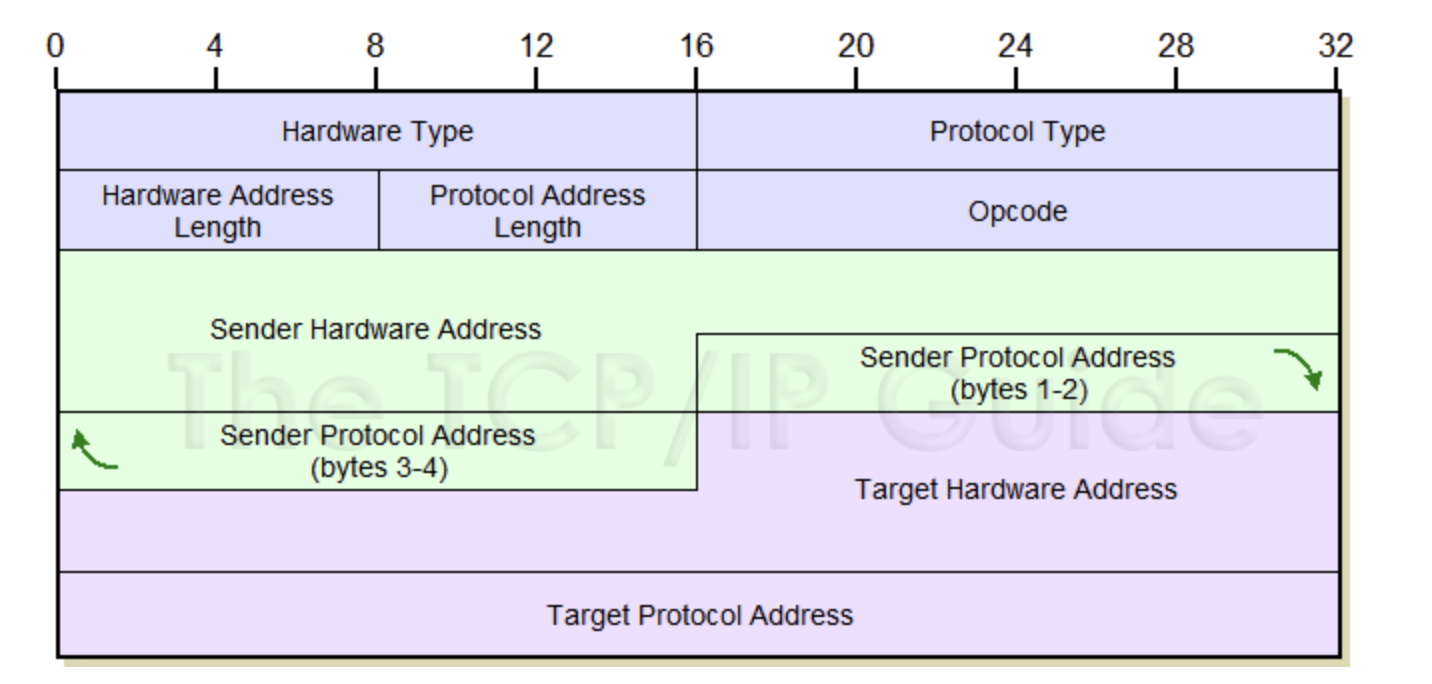 0 4 8 12 16 20 24 28 32
Hardware Type
Protocol Type
Hardware Address
Length
Protocol Address
Length
Opcode
Sender Hardware Address
Sender Protocol Address
(bytes 1-2)
Sender Protocol Address
(bytes 3-4)
Target Hardware Address
Target Protocol Address
The TCP/IP Guide